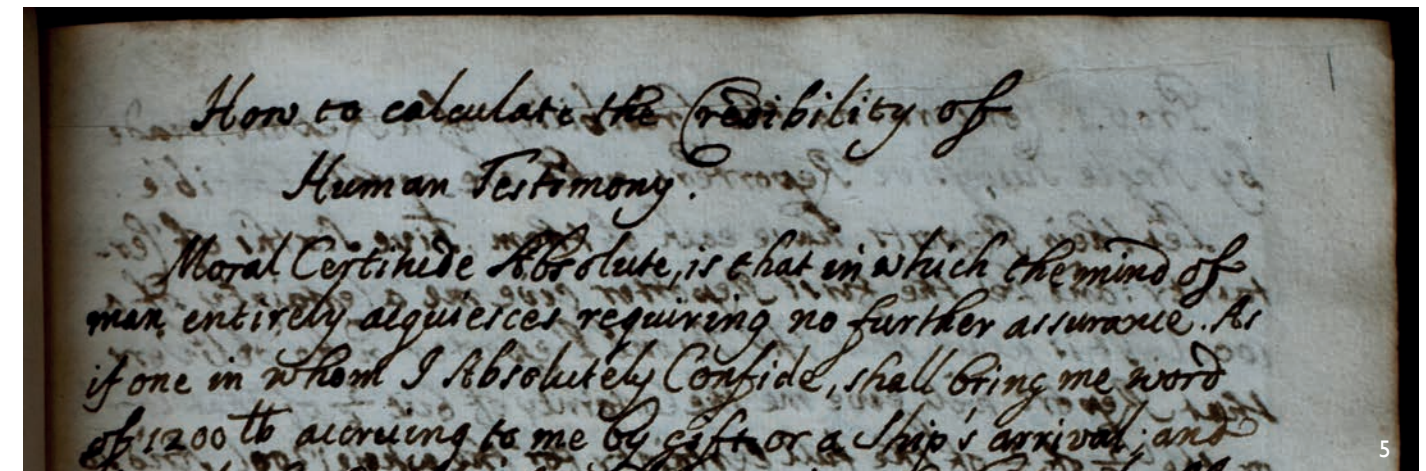 How to calculate the Credibility of
Human Testimony.
Moral Certitude Absolute, is that in which the mind of
man entirely acquiesces requiring no further assurance. As
if one in whom I Absolutely Confide, shall bring me word
of 1200 lb accruing to me by gift or a Ship's arrival; and
5